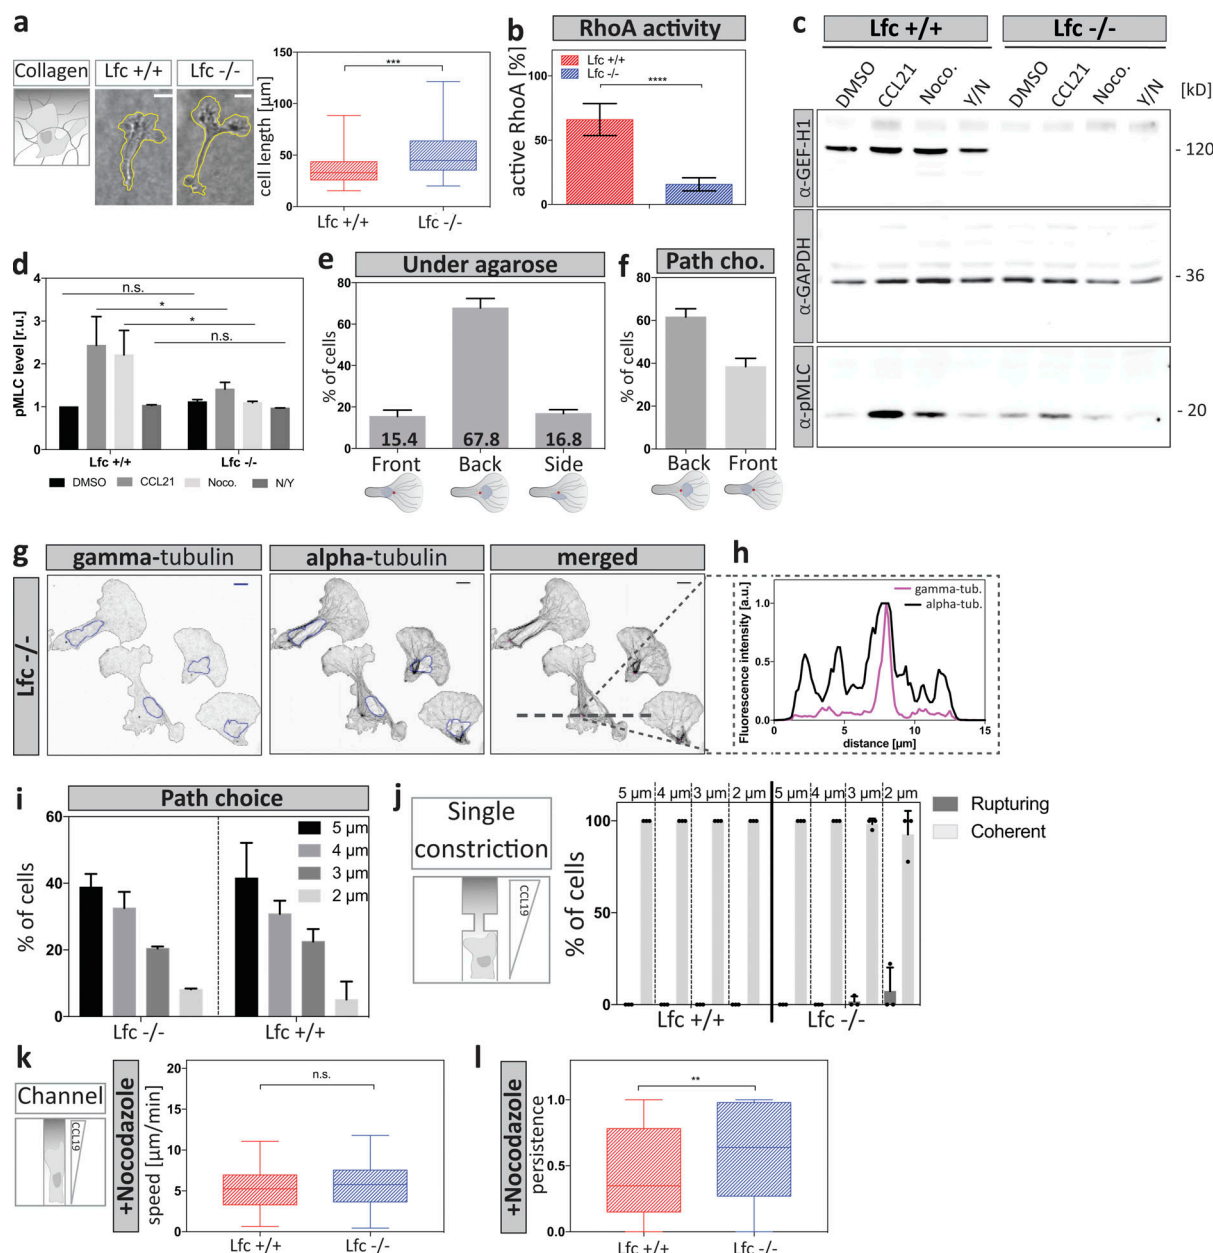 a
Collagen
Lfc +/+
Lfc -/-
cell length [µm]
150
100
50
0
***
Lfc +/+
Lfc -/-
b
RhoA activity
Lfc +/+
Lfc -/-
active RhoA [%]
100
50
0
****
c
Lfc +/+
Lfc -/-
DMSO
CCL21
Noco.
Y/N
DMSO
CCL21
Noco.
Y/N
[kD]
α-GEF-H1
- 120
α-GAPDH
- 36
α-pMLC
- 20
d
pMLC level [r.u.]
4
3
2
1
0
n.s.
*
*
n.s.
Lfc +/+
Lfc -/-
DMSO
CCL21
Noco.
N/Y
e
Under agarose
% of cells
80
60
40
20
0
15.4
67.8
16.8
Front
Back
Side
f
Path cho.
% of cells
80
60
40
20
0
Back
Front
g
gamma-tubulin
alpha-tubulin
merged
Lfc -/-
h
gamma-tub.
alpha-tub.
Fluorescence intensity [a.u.]
1.0
0.5
0.0
0
5
10
15
distance [µm]
i
Path choice
% of cells
60
40
20
0
5 µm
4 µm
3 µm
2 µm
Lfc -/-
Lfc +/+
j
Single
constriction
CCL19
% of cells
100
50
0
5 µm
4 µm
3 µm
2 µm
5 µm
4 µm
3 µm
2 µm
Lfc +/+
Lfc -/-
Rupturing
Coherent
k
Channel
CCL19
+Nocodazole
speed [µm/min]
20
15
10
5
0
n.s.
Lfc +/+
Lfc -/-
l
+Nocodazole
persistence
1.0
0.5
0.0
**
Lfc +/+
Lfc -/-